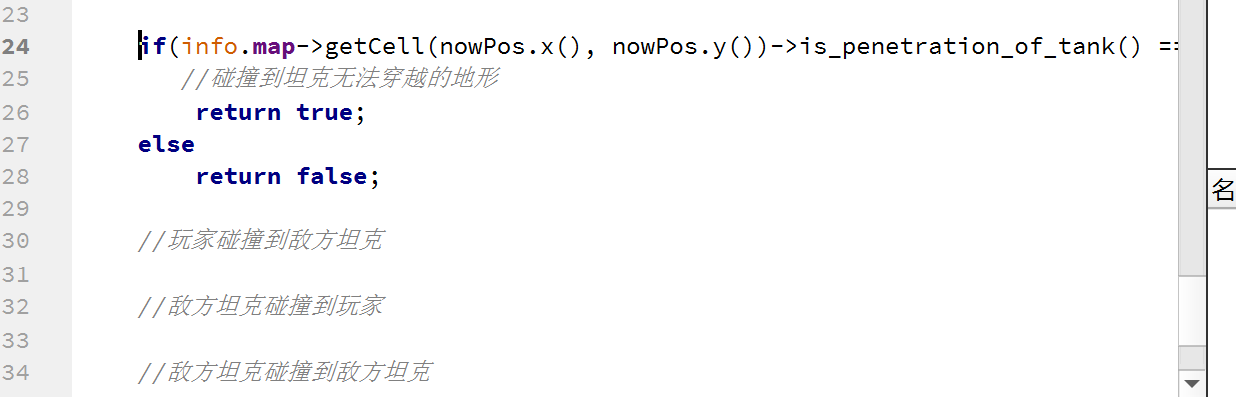 23
24 if(info.map->getCell(nowPos.x(), nowPos.y())->is_penetration_of_tank() ==
25 //碰撞到坦克无法穿越的地形
26 return true;
27 else
28 return false;
29
30 //玩家碰撞到敌方坦克
31
32 //敌方坦克碰撞到玩家
33
34 //敌方坦克碰撞到敌方坦克
名